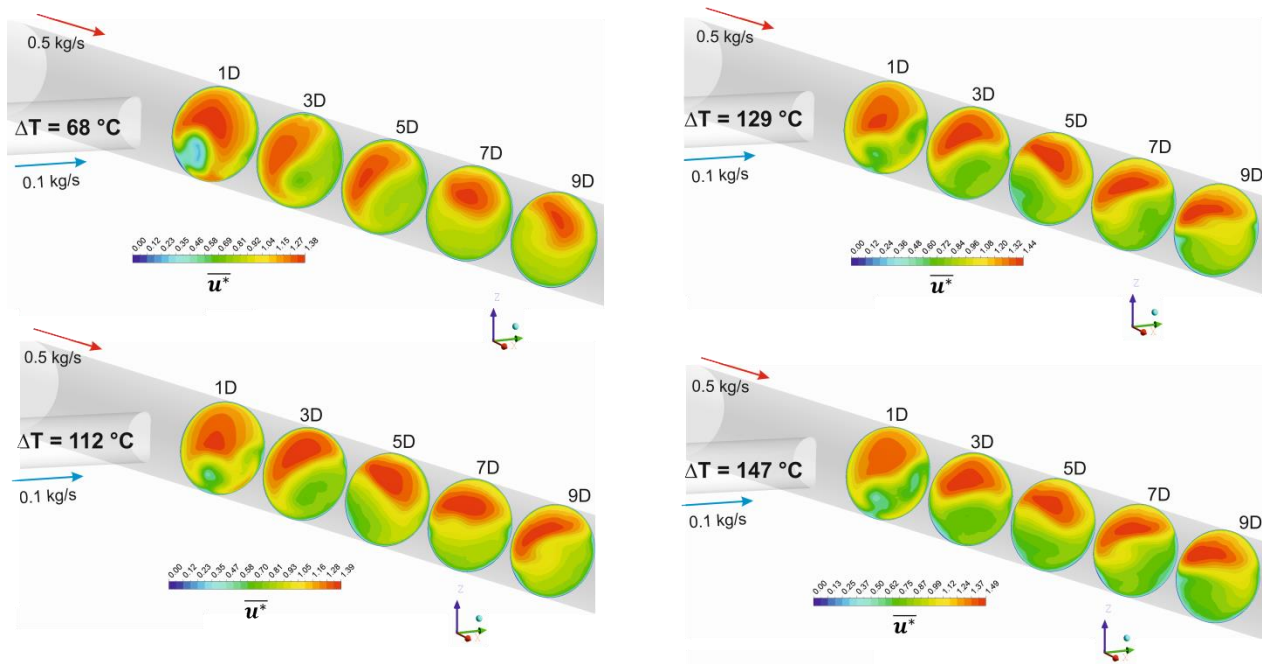 0.5 kg/s
1D
3D
5D
7D
9D
ΔT = 68 °C
0.1 kg/s
0.00 0.12 0.23 0.35 0.46 0.58 0.69 0.81 0.92 1.04 1.15 1.27 1.38
u*
Z
0.5 kg/s
1D
3D
5D
7D
9D
ΔT = 129 °C
0.1 kg/s
0.00 0.12 0.24 0.36 0.48 0.60 0.72 0.84 0.96 1.08 1.20 1.32 1.44
u*
Z
0.5 kg/s
1D
3D
5D
7D
9D
ΔT = 112 °C
0.1 kg/s
0.00 0.12 0.23 0.35 0.47 0.58 0.70 0.81 0.93 1.05 1.16 1.28 1.39
u*
Z
0.5 kg/s
1D
3D
5D
7D
9D
ΔT = 147 °C
0.1 kg/s
0.00 0.12 0.25 0.37 0.50 0.62 0.75 0.87 0.99 1.12 1.24 1.37 1.49
u*
Z